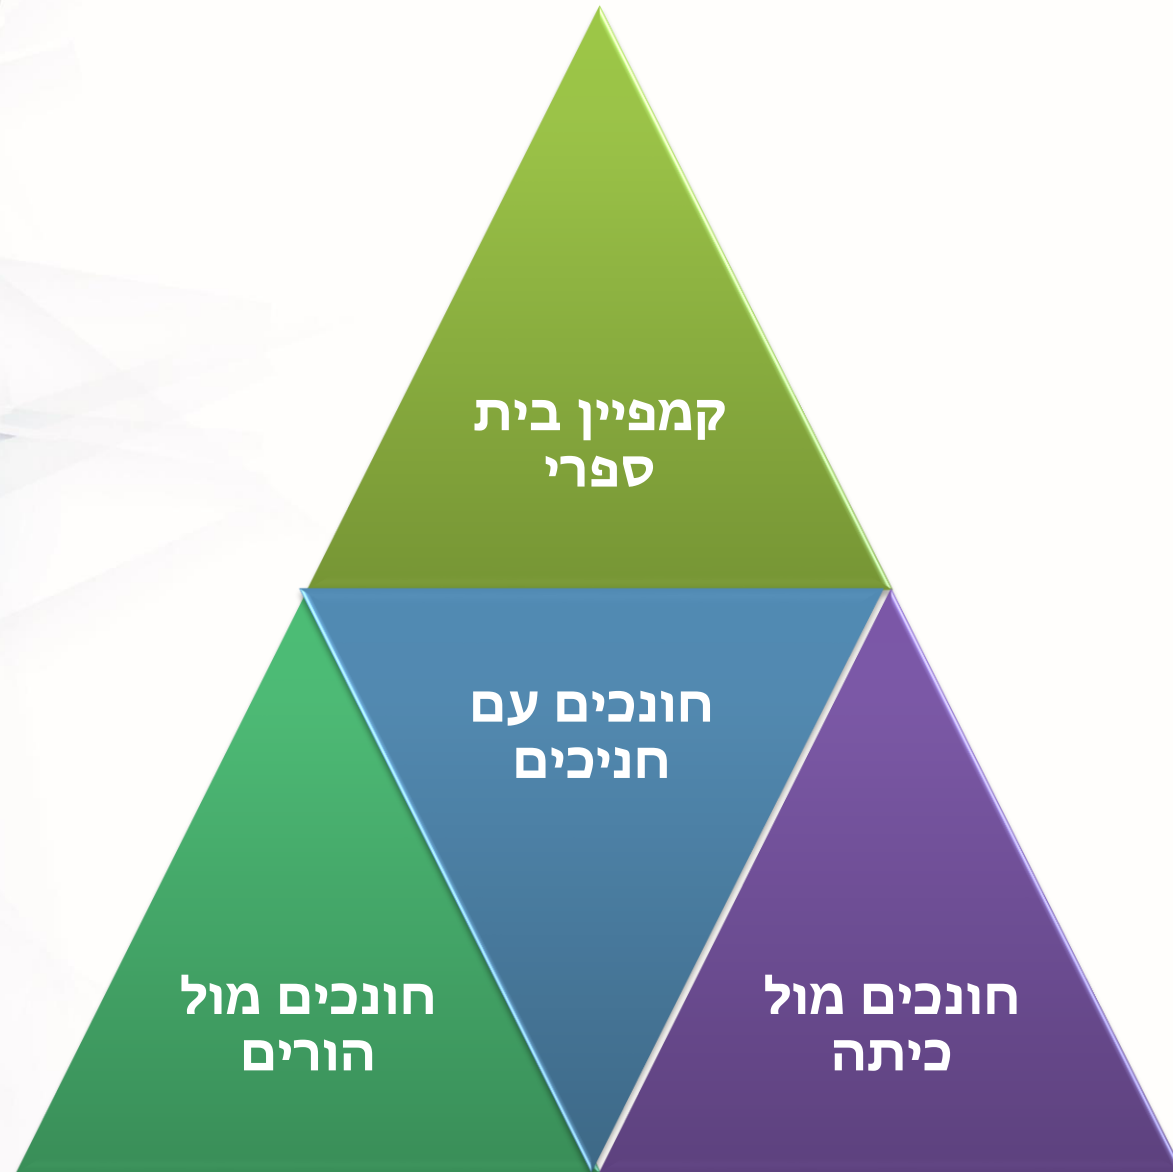 קמפיין בית
ספרי
חונכים עם
חניכים
חונכים מול
כיתה
חונכים מול
הורים